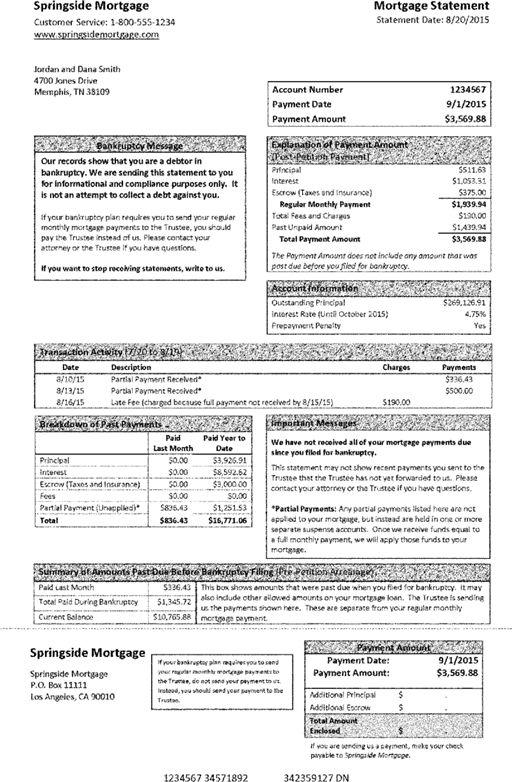 Springside Mortgage
Customer Service: 1-800-555-1234
www.springsidemortgage.com
Mortgage Statement
Statement Date: 8/20/2015
Jordan and Dana Smith
4700 Jones Drive
Memphis, TN 38109
Account Number 1234567
Payment Date 9/1/2015
Payment Amount $3,569.88
Bankruptcy Message
Our records show that you are a debtor in
bankruptcy. We are sending this statement to you
for informational and compliance purposes only. It
is not an attempt to collect a debt against you.
If your bankruptcy plan requires you to send your regular
monthly mortgage payments to the Trustee, you should
pay the Trustee instead of us. Please contact your
attorney or the Trustee if you have questions.
If you want to stop receiving statements, write to us.
Explanation of Payment Amount
(Post-Petition Payment)
Principal $511.63
Interest $1,053.31
Escrow (Taxes and Insurance) $375.00
Regular Monthly Payment $1,939.94
Total Fees and Charges $190.00
Past Unpaid Amount $1,439.94
Total Payment Amount $3,569.88
The Payment Amount does not include any amount that was
past due before you filed for bankruptcy.
Account Information
Outstanding Principal $269,126.91
Interest Rate (Until October 2015) 4.75%
Prepayment Penalty Yes
Transaction Activity (7/20 to 8/19)
Date Description Charges Payments
8/10/15 Partial Payment Received* $336.43
8/13/15 Partial Payment Received* $500.00
8/16/15 Late Fee (charged because full payment not received by 8/15/15) $190.00
Breakdown of Past Payments
Paid Last Month Paid Year to Date
Principal $0.00 $3,926.91
Interest $0.00 $8,592.62
Escrow (Taxes and Insurance) $0.00 $3,000.00
Fees $0.00 $0.00
Partial Payment (Unapplied)* $836.43 $1,251.53
Total $836.43 $16,771.06
Important Messages
We have not received all of your mortgage payments due
since you filed for bankruptcy.
This statement may not show recent payments you sent to the
Trustee that the Trustee has not yet forwarded to us. Please
contact your attorney or the Trustee if you have questions.
*Partial Payments: Any partial payments listed here are not
applied to your mortgage, but instead are held in one or more
separate suspense accounts. Once we receive funds equal to
a full monthly payment, we will apply those funds to your
mortgage.
Summary of Amounts Past Due Before Bankruptcy Filing (Pre-Petition Arrearage)
Paid Last Month $336.43
Total Paid During Bankruptcy $1,345.72
Current Balance $10,765.88
This box shows amounts that were past due when you filed for bankruptcy. It may
also include other allowed amounts on your mortgage loan. The Trustee is sending
us the payments shown here. These are separate from your regular monthly
mortgage payment.
Springside Mortgage
Springside Mortgage
P.O. Box 11111
Los Angeles, CA 90010
If your bankruptcy plan requires you to send
your regular monthly mortgage payments to
the Trustee, do not send your payment to us.
Instead, you should send your payment to the
Trustee.
Payment Amount
Payment Date: 9/1/2015
Payment Amount: $3,569.88
Additional Principal $ .
Additional Escrow $ .
Total Amount
Enclosed $ .
If you are sending us a payment, make your check
payable to Springside Mortgage.
1234567 34571892 342359127 DN